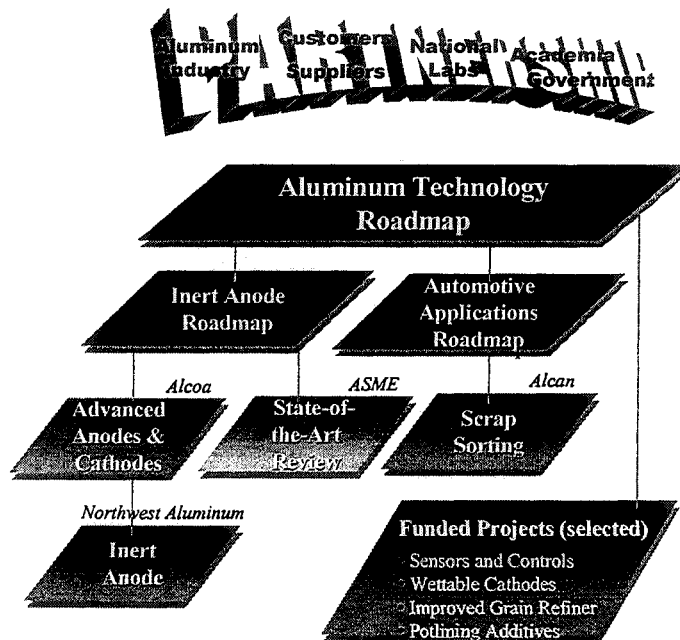 PARTNERSHIP
Aluminum
Industry
Customers
Suppliers
National
Labs
Academia
Government
Aluminum Technology
Roadmap
Inert Anode
Roadmap
Automotive
Applications
Roadmap
Alcoa
Advanced
Anodes &
Cathodes
ASME
State-of-
the-Art
Review
Alcan
Scrap
Sorting
Northwest Aluminum
Inert
Anode
Funded Projects (selected)
Sensors and Controls
Wettable Cathodes
Improved Grain Refiner
Potlining Additives